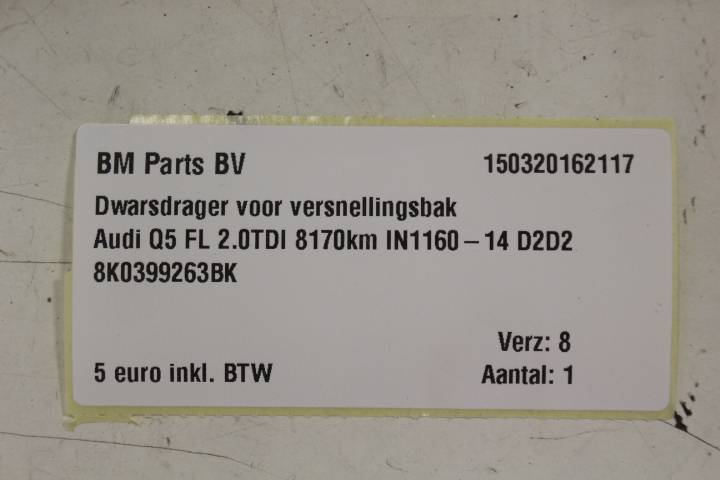 BM Parts BV 150320162117
Dwarsdrager voor versnellingsbak
Audi Q5 FL 2.0TDI 8170km IN1160 – 14 D2D2
8K0399263BK
Verz: 8
5 euro inkl. BTW Aantal: 1